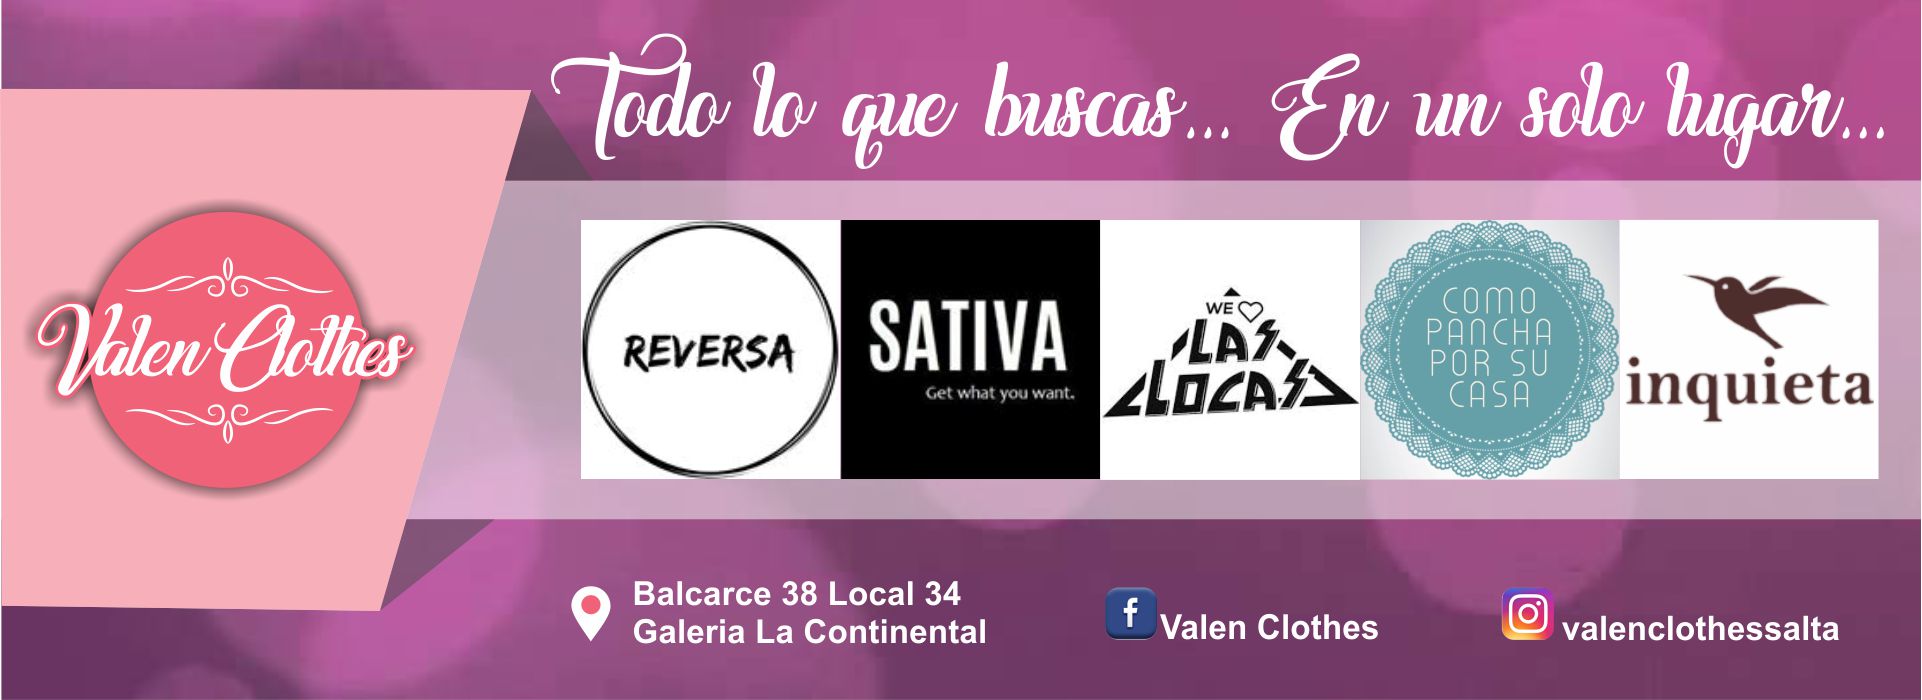 Todo lo que buscas... En un solo lugar...
Valen Clothes
REVERSA
SATIVA
Get what you want.
WE
LAS
LOCAS
COMO
PANCHA
POR SU
CASA
inquieta
Balcarce 38 Local 34
Galeria La Continental
Valen Clothes
valenclothessalta